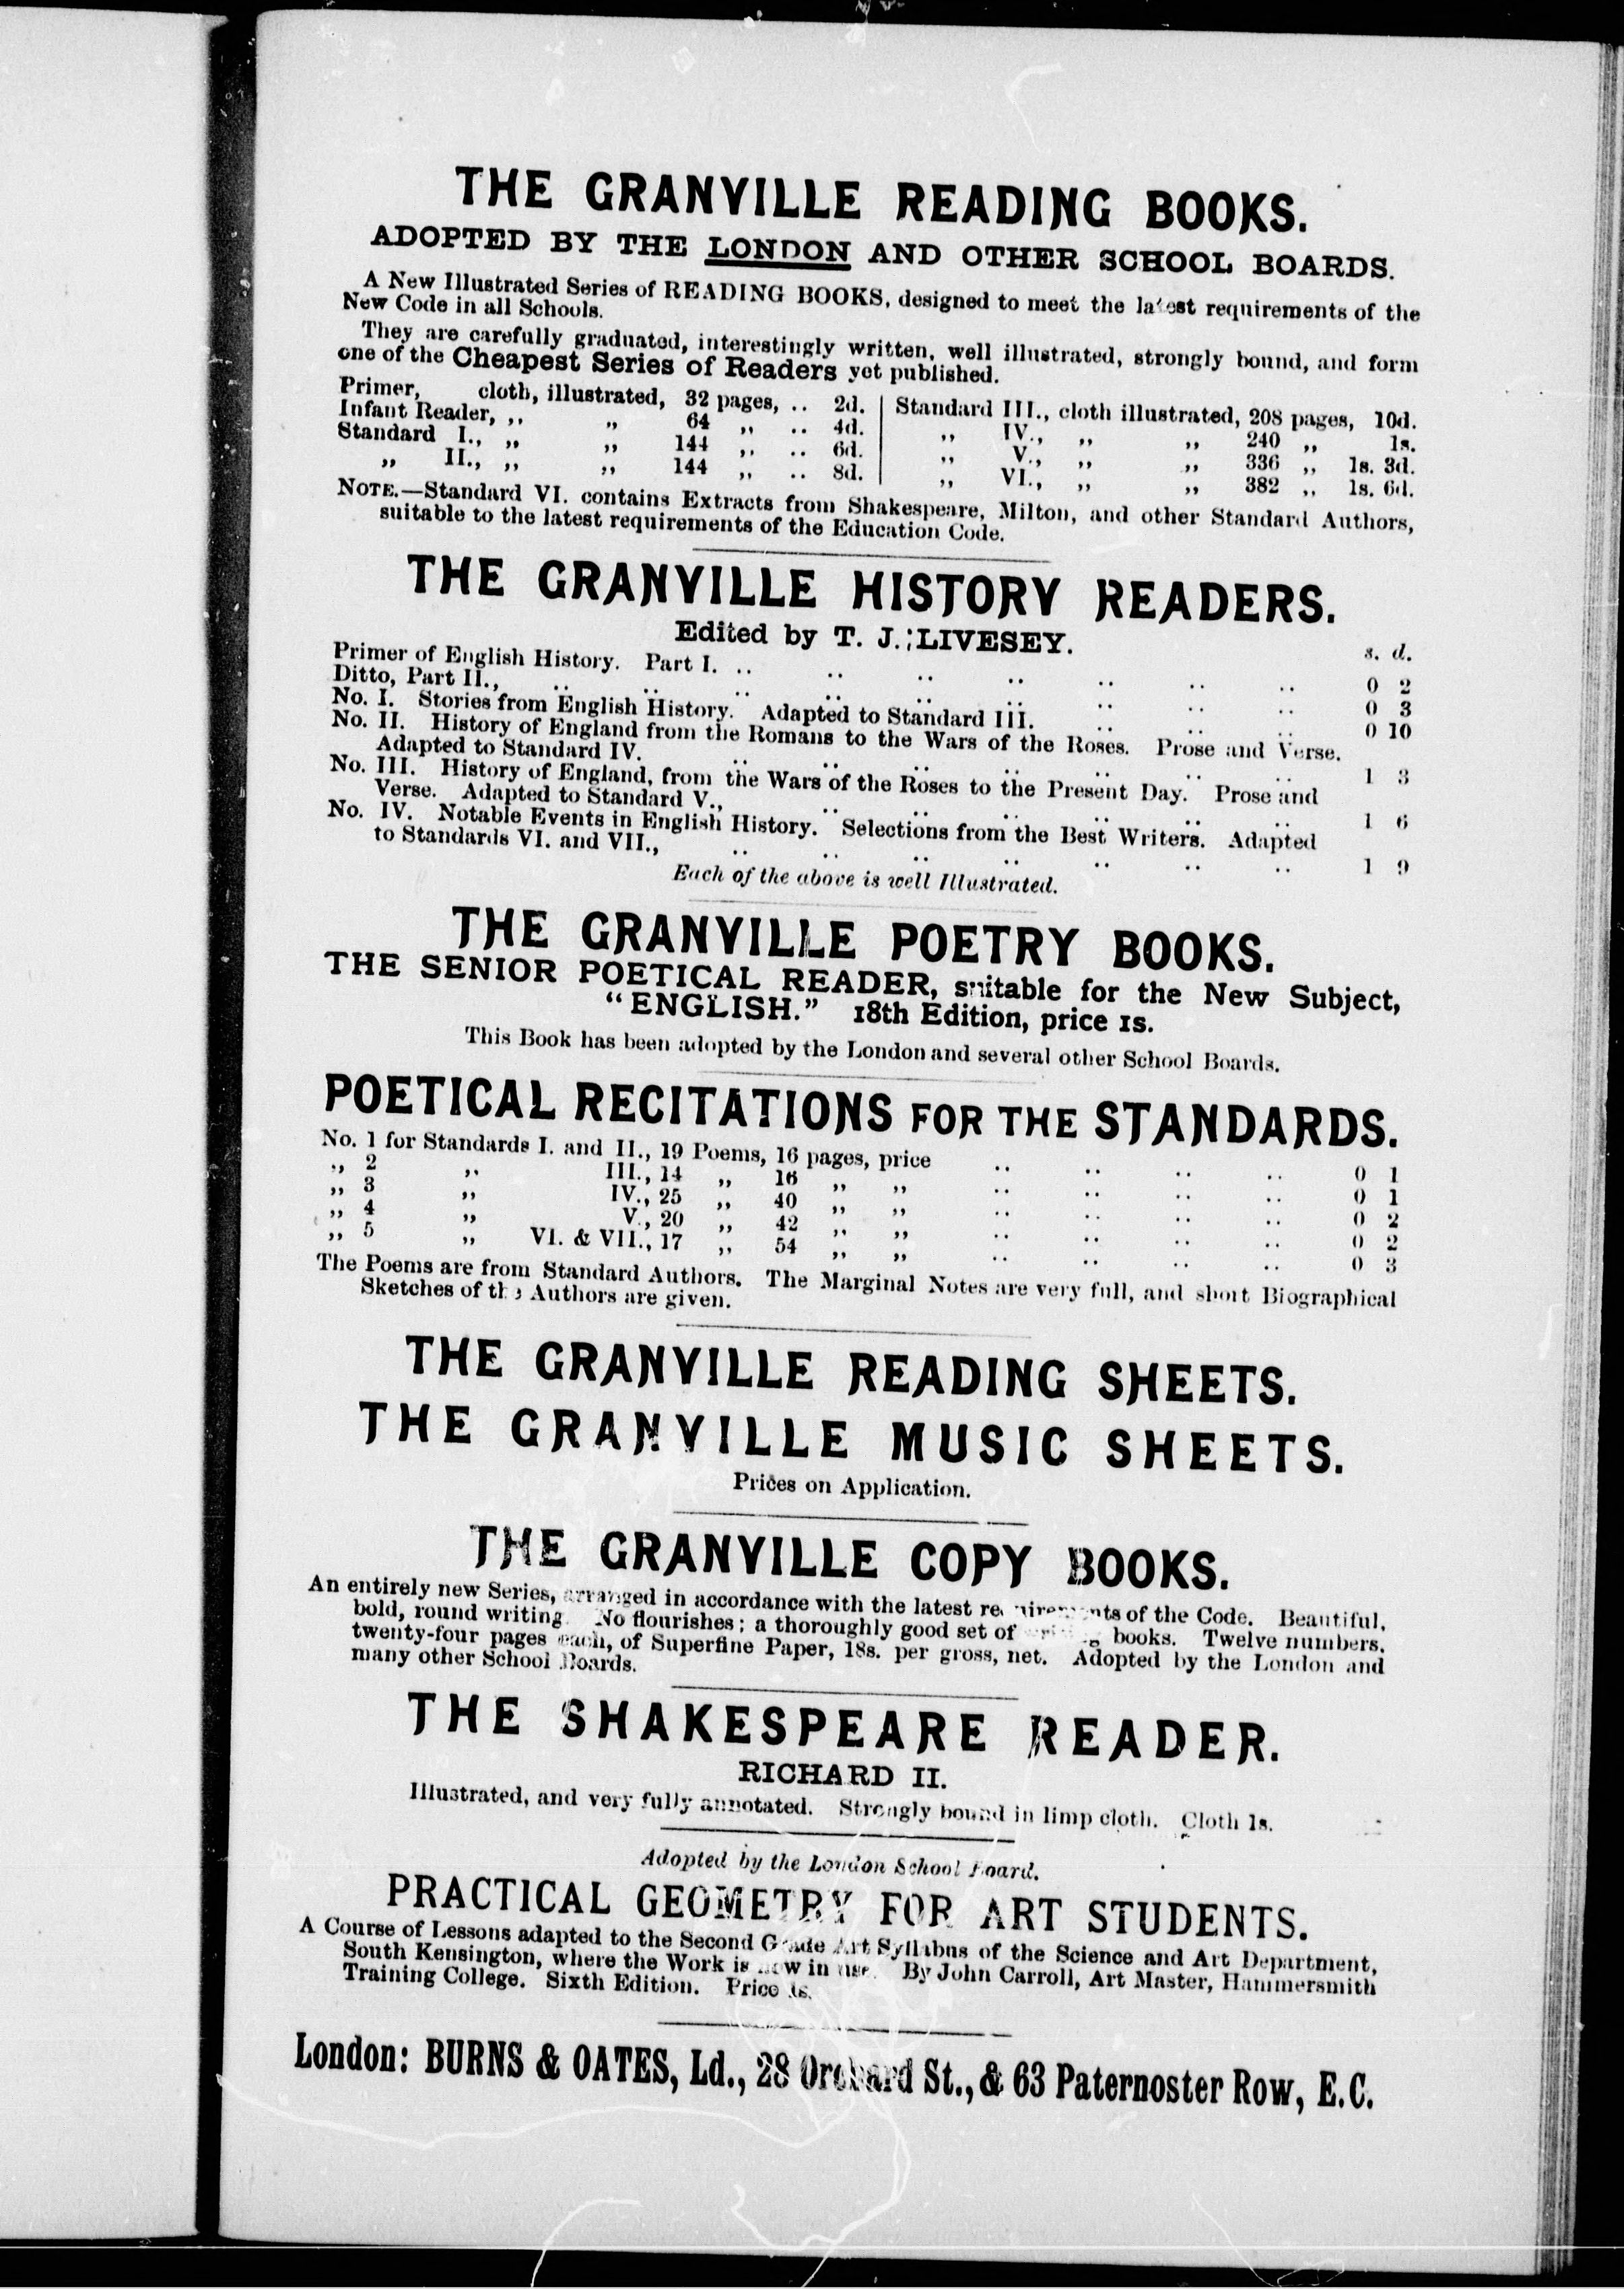 THE GRANVILLE READING BOOKS.
ADOPTED BY THE LONDON AND OTHER SCHOOL BOARDS.
A New Illustrated Series of READING BOOKS, designed to meet the latest requirements of the
New Code in all Schools.
They are carefully graduated, interestingly written, well illustrated, strongly bound, and form
one of the Cheapest Series of Readers yet published.
Primer, cloth, illustrated, 32 pages, .. 2d.
Infant Reader, ,, ,, 64 ,, .. 4d.
Standard I., ,, ,, 144 ,, .. 6d.
,, II., ,, ,, 144 ,, .. 8d.
Standard III., cloth illustrated, 208 pages, 10d.
,, IV., ,, ,, 240 ,, 1s.
,, V., ,, ,, 336 ,, 1s. 3d.
,, VI., ,, ,, 382 ,, 1s. 6d.
NOTE.—Standard VI. contains Extracts from Shakespeare, Milton, and other Standard Authors,
suitable to the latest requirements of the Education Code.
THE GRANVILLE HISTORY READERS.
Edited by T. J. LIVESEY.
s. d.
Primer of English History. Part I. .. .. .. .. .. .. .. 0 2
Ditto, Part II., .. .. .. .. .. .. .. .. .. 0 3
No. I. Stories from English History. Adapted to Standard III. .. .. .. 0 10
No. II. History of England from the Romans to the Wars of the Roses. Prose and Verse.
Adapted to Standard IV. .. .. .. .. .. .. .. 1 3
No. III. History of England, from the Wars of the Roses to the Present Day. Prose and
Verse. Adapted to Standard V., .. .. .. .. .. .. 1 6
No. IV. Notable Events in English History. Selections from the Best Writers. Adapted
to Standards VI. and VII., .. .. .. .. .. .. .. 1 9
Each of the above is well Illustrated.
THE GRANVILLE POETRY BOOKS.
THE SENIOR POETICAL READER, suitable for the New Subject,
“ENGLISH.” 18th Edition, price 1s.
This Book has been adopted by the London and several other School Boards.
POETICAL RECITATIONS FOR THE STANDARDS.
No. 1 for Standards I. and II., 19 Poems, 16 pages, price .. .. .. .. 0 1
,, 2 ,, III., 14 ,, 16 ,, ,, .. .. .. .. 0 1
,, 3 ,, IV., 25 ,, 40 ,, ,, .. .. .. .. 0 2
,, 4 ,, V., 20 ,, 42 ,, ,, .. .. .. .. 0 2
,, 5 ,, VI. & VII., 17 ,, 54 ,, ,, .. .. .. .. 0 3
The Poems are from Standard Authors. The Marginal Notes are very full, and short Biographical
Sketches of the Authors are given.
THE GRANVILLE READING SHEETS.
THE GRANVILLE MUSIC SHEETS.
Prices on Application.
THE GRANVILLE COPY BOOKS.
An entirely new Series, arranged in accordance with the latest requirements of the Code. Beautiful,
bold, round writing. No flourishes; a thoroughly good set of books. Twelve numbers,
twenty-four pages each, of Superfine Paper, 18s. per gross, net. Adopted by the London and
many other School Boards.
THE SHAKESPEARE READER.
RICHARD II.
Illustrated, and very fully annotated. Strongly bound in limp cloth. Cloth 1s.
Adopted by the London School Board.
PRACTICAL GEOMETRY FOR ART STUDENTS.
A Course of Lessons adapted to the Second Grade Art Syllabus of the Science and Art Department,
South Kensington, where the Work is now in use. By John Carroll, Art Master, Hammersmith
Training College. Sixth Edition. Price 1s.
London: BURNS & OATES, Ld., 28 Orchard St., & 63 Paternoster Row, E.C.